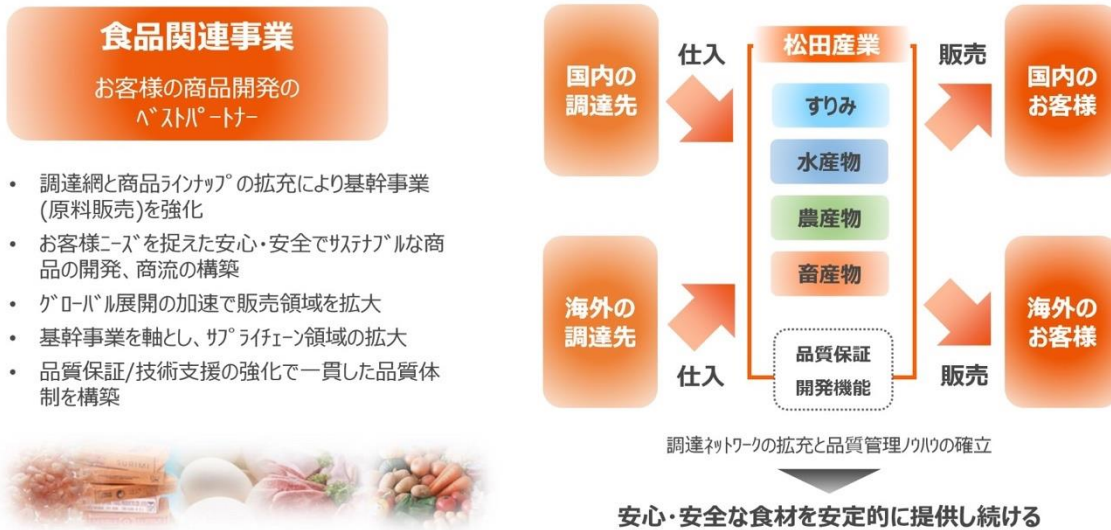 食品関連事業
お客様の商品開発の
ﾍﾞｽﾄﾊﾟｰﾄﾅｰ
• 調達網と商品ﾗｲﾝﾅｯﾌﾟの拡充により基幹事業
(原料販売)を強化
• お客様ﾆｰｽﾞを捉えた安心・安全でｻｽﾃﾅﾌﾞﾙな商
品の開発、商流の構築
• ｸﾞﾛｰﾊﾞﾙ展開の加速で販売領域を拡大
• 基幹事業を軸とし、ｻﾌﾟﾗｲﾁｪｰﾝ領域の拡大
• 品質保証/技術支援の強化で一貫した品質体
制を構築
国内の
調達先
仕入
松田産業
販売
国内の
お客様
すりみ
水産物
農産物
畜産物
海外の
調達先
仕入
品質保証
開発機能
販売
海外の
お客様
調達ﾈｯﾄﾜｰｸの拡充と品質管理ﾉｳﾊｳの確立
安心・安全な食材を安定的に提供し続ける